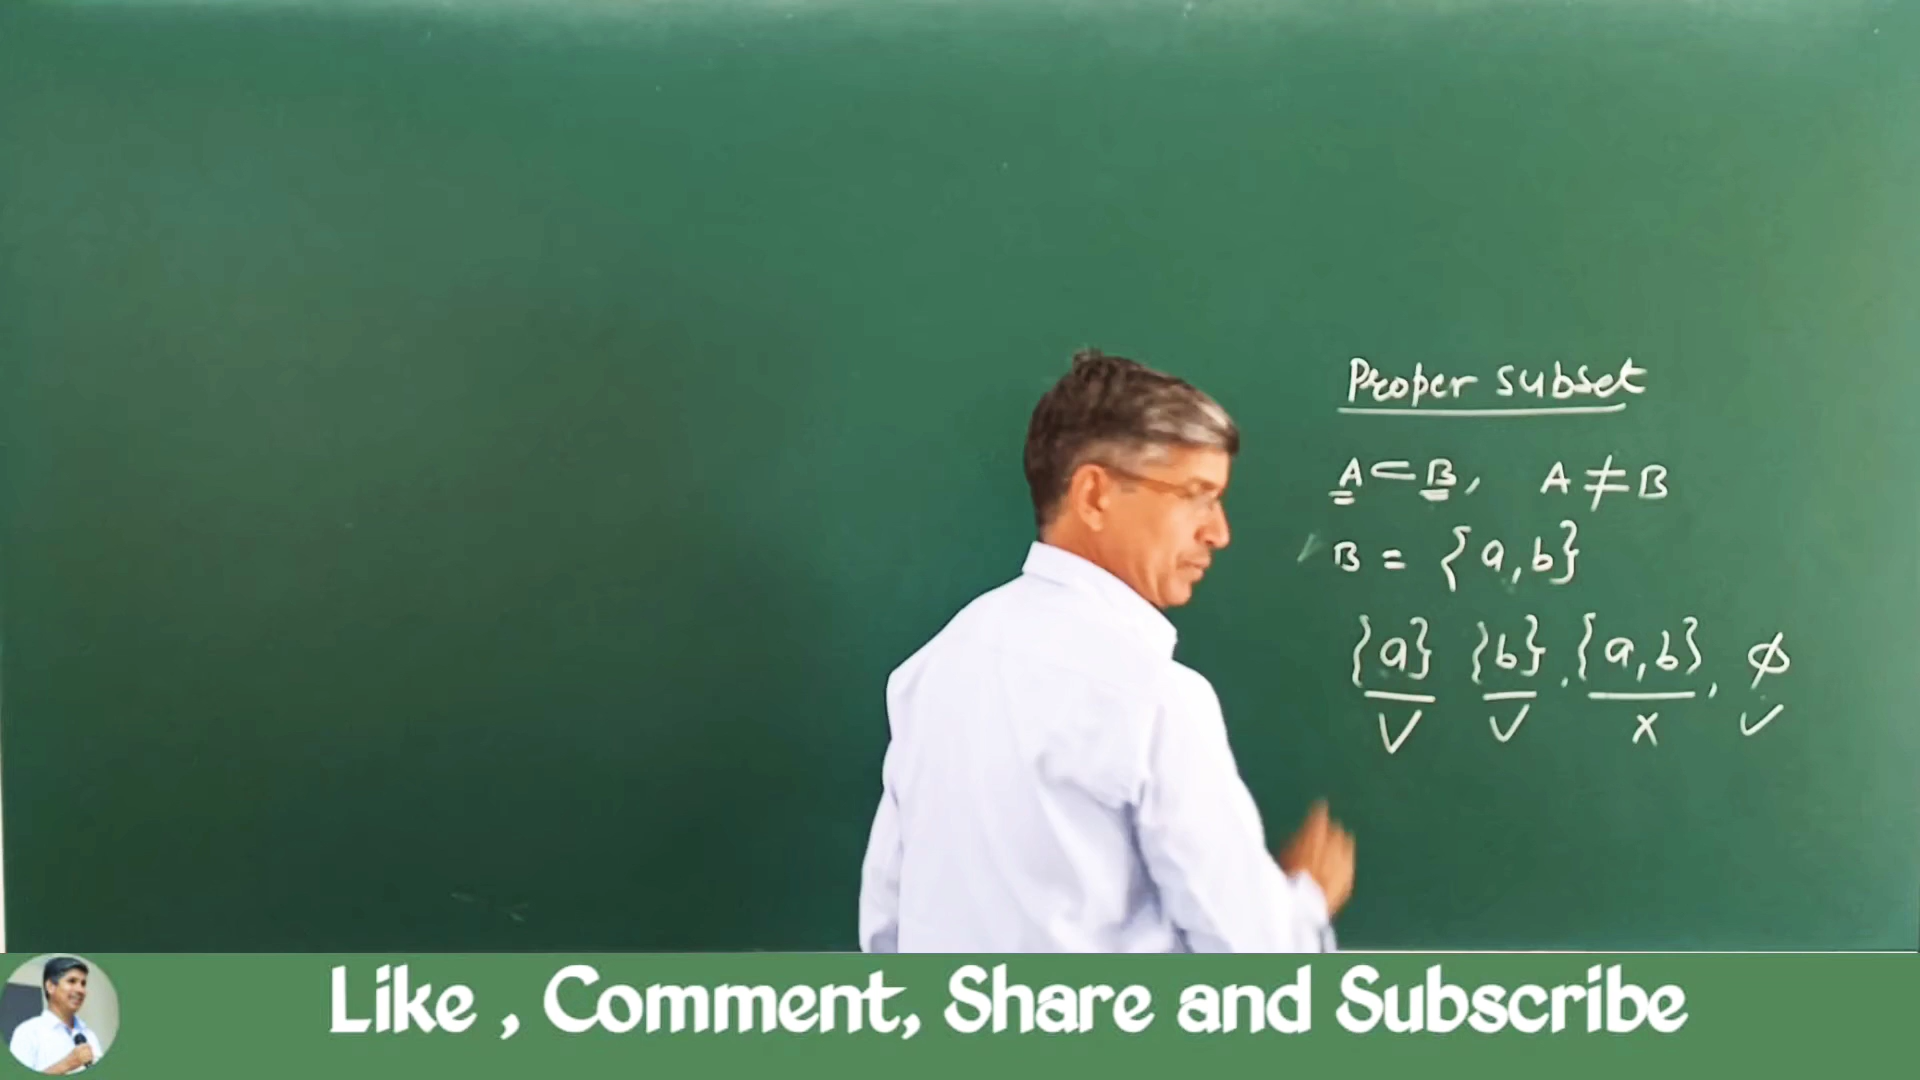 Proper subset
A ⊂ B, A ≠ B
B = {a,b}
{a} {b}, {a,b}, ϕ
✓ ✓ x ✓
Like , Comment, Share and Subscribe